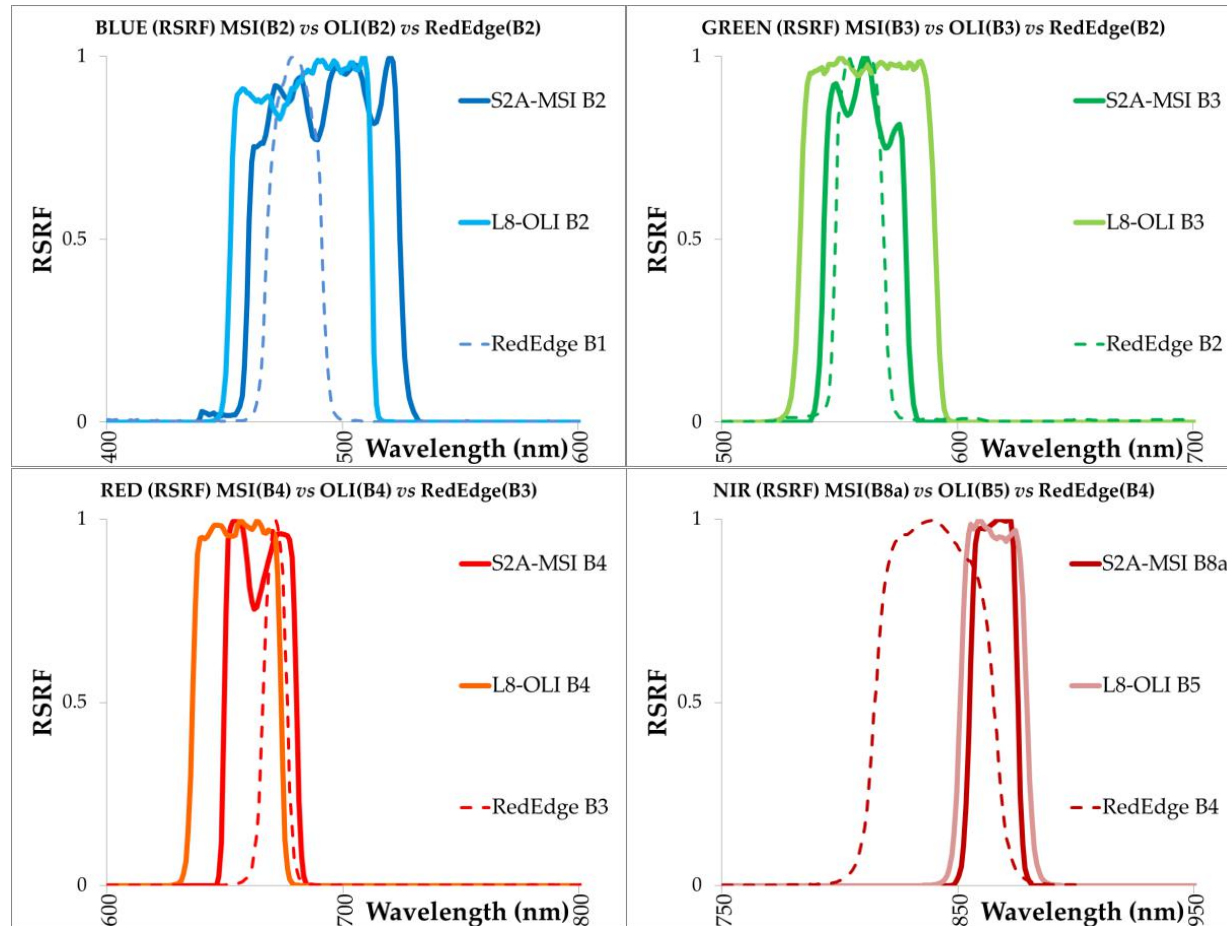 BLUE (RSRF) MSI(B2) vs OLI(B2) vs RedEdge(B2)
1
S2A-MSI B2
RSRF
0.5
L8-OLI B2
RedEdge B1
0
400
500
Wavelength (nm)
600
GREEN (RSRF) MSI(B3) vs OLI(B3) vs RedEdge(B2)
1
S2A-MSI B3
RSRF
0.5
L8-OLI B3
RedEdge B2
0
500
600
Wavelength (nm)
700
RED (RSRF) MSI(B4) vs OLI(B4) vs RedEdge(B3)
1
S2A-MSI B4
RSRF
0.5
L8-OLI B4
RedEdge B3
0
600
700
Wavelength (nm)
800
NIR (RSRF) MSI(B8a) vs OLI(B5) vs RedEdge(B4)
1
S2A-MSI B8a
RSRF
0.5
L8-OLI B5
RedEdge B4
0
750
850
Wavelength (nm)
950